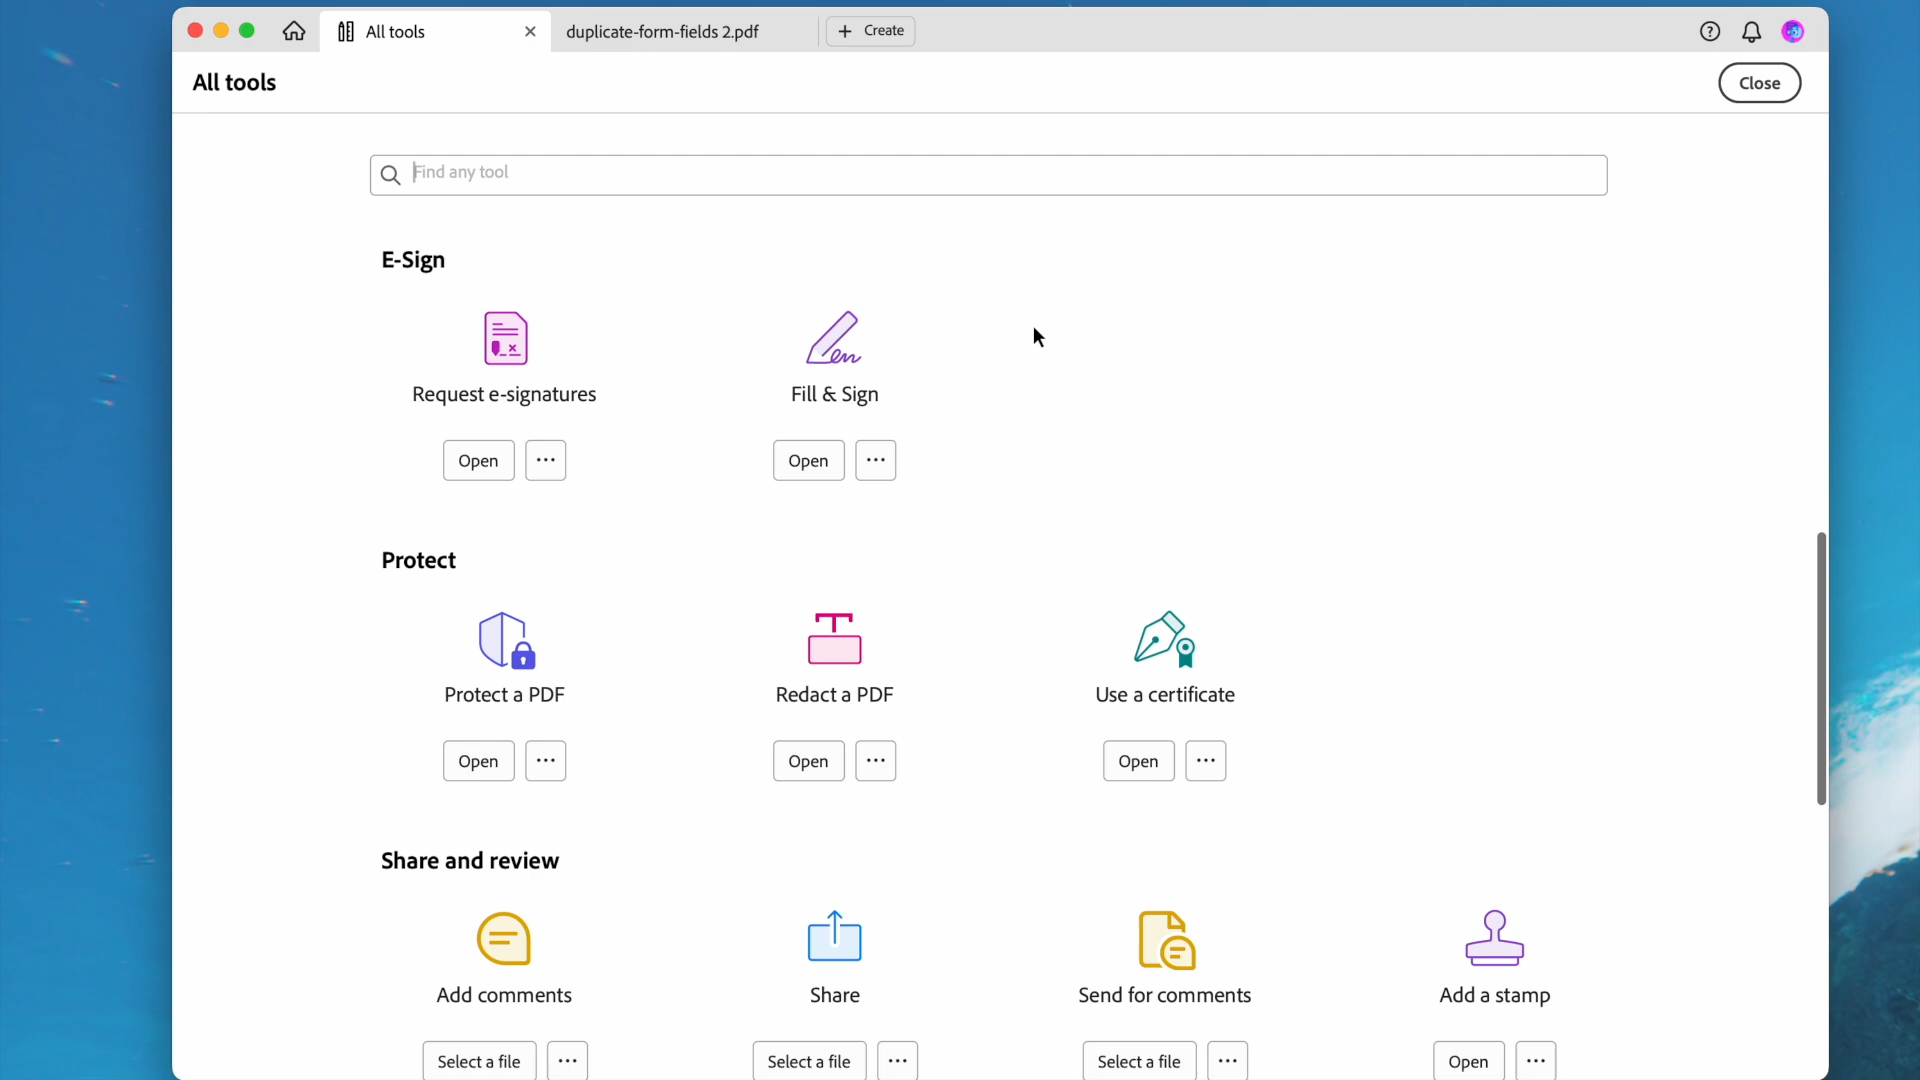 All tools
duplicate-form-fields 2.pdf
Create
All tools
Close
Find any tool
E-Sign
Request e-signatures
Fill & Sign
Open
Open
Protect
Protect a PDF
Redact a PDF
Use a certificate
Open
Open
Open
Share and review
Add comments
Share
Send for comments
Add a stamp
Select a file
Select a file
Select a file
Open